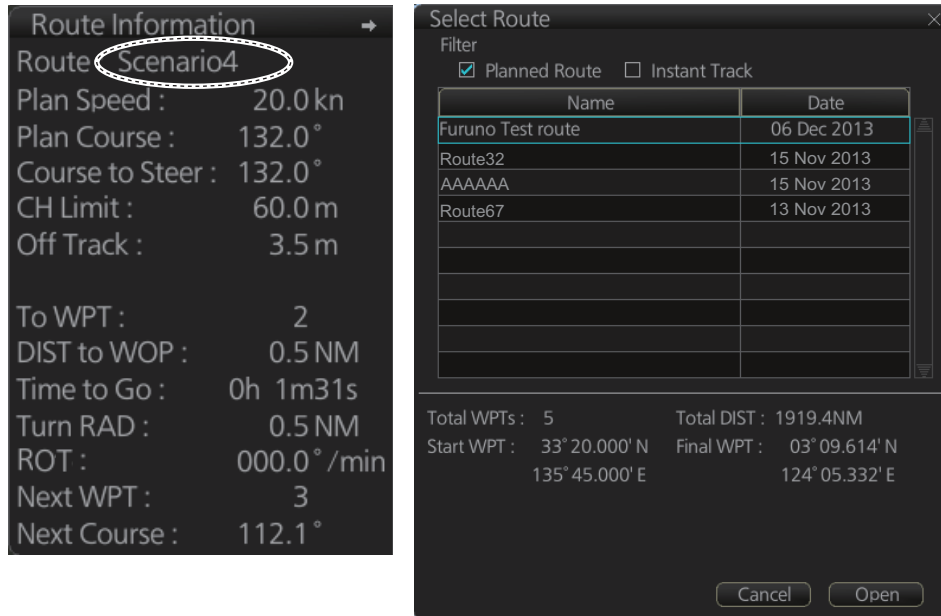 Route Information
Route Scenario4
Plan Speed : 20.0 kn
Plan Course : 132.0°
Course to Steer : 132.0°
CH Limit : 60.0 m
Off Track : 3.5 m
To WPT : 2
DIST to WOP : 0.5 NM
Time to Go : 0h 1m31s
Turn RAD : 0.5 NM
ROT : 000.0°/min
Next WPT : 3
Next Course : 112.1°
Select Route
Filter
Planned Route Instant Track
Name Date
Furuno Test route 06 Dec 2013
Route32 15 Nov 2013
AAAAAA 15 Nov 2013
Route67 13 Nov 2013
Total WPTs : 5 Total DIST : 1919.4NM
Start WPT : 33°20.000' N Final WPT : 03°09.614' N
135°45.000' E 124°05.332' E
Cancel Open